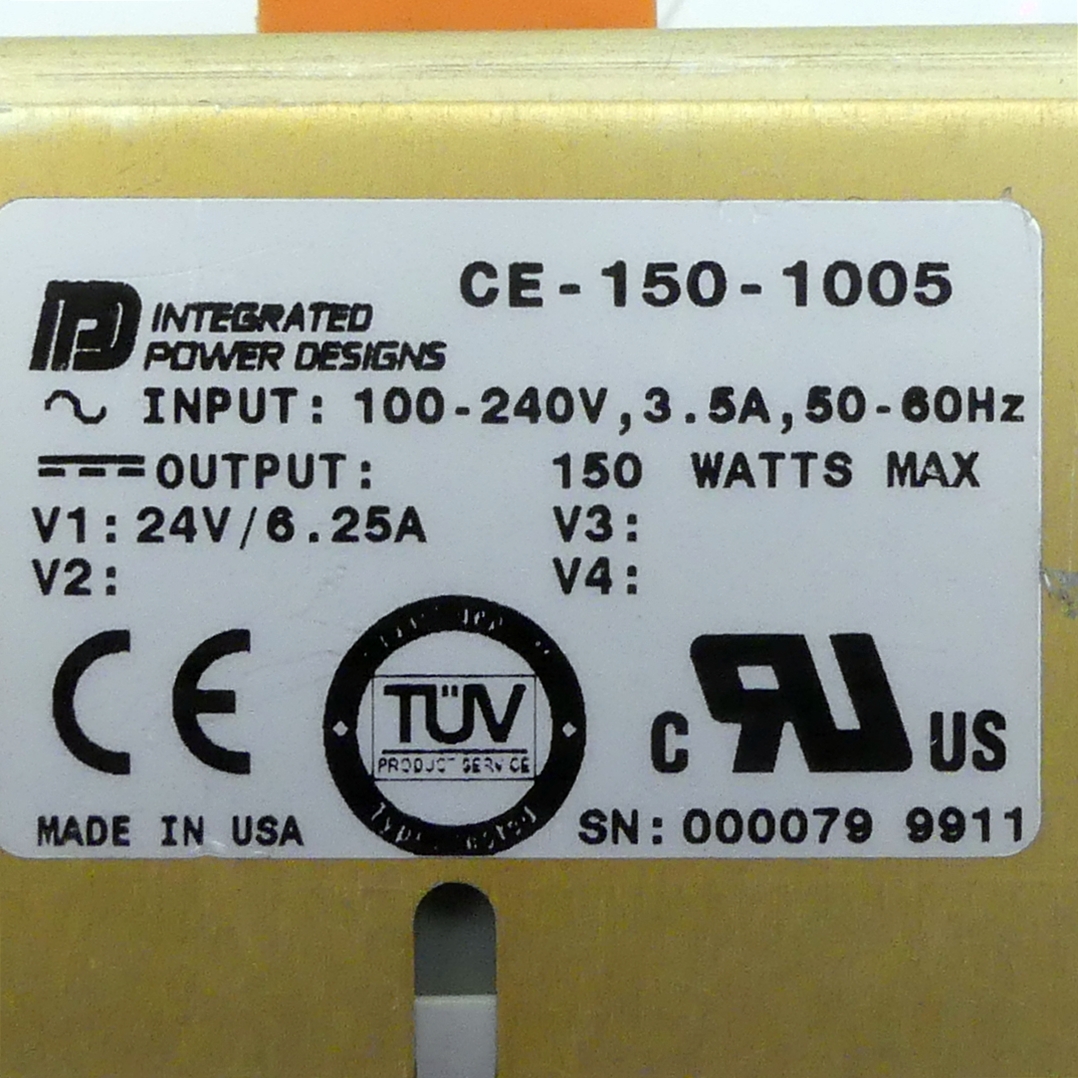 CE-150-1005
INTEGRATED
POWER DESIGNS
INPUT: 100-240V,3.5A,50-60Hz
OUTPUT: 150 WATTS MAX
V1:24V/6.25A V3:
V2: V4:
CE
TÜV
PRODUCT SERVICE
C RU US
MADE IN USA
SN:000079 9911